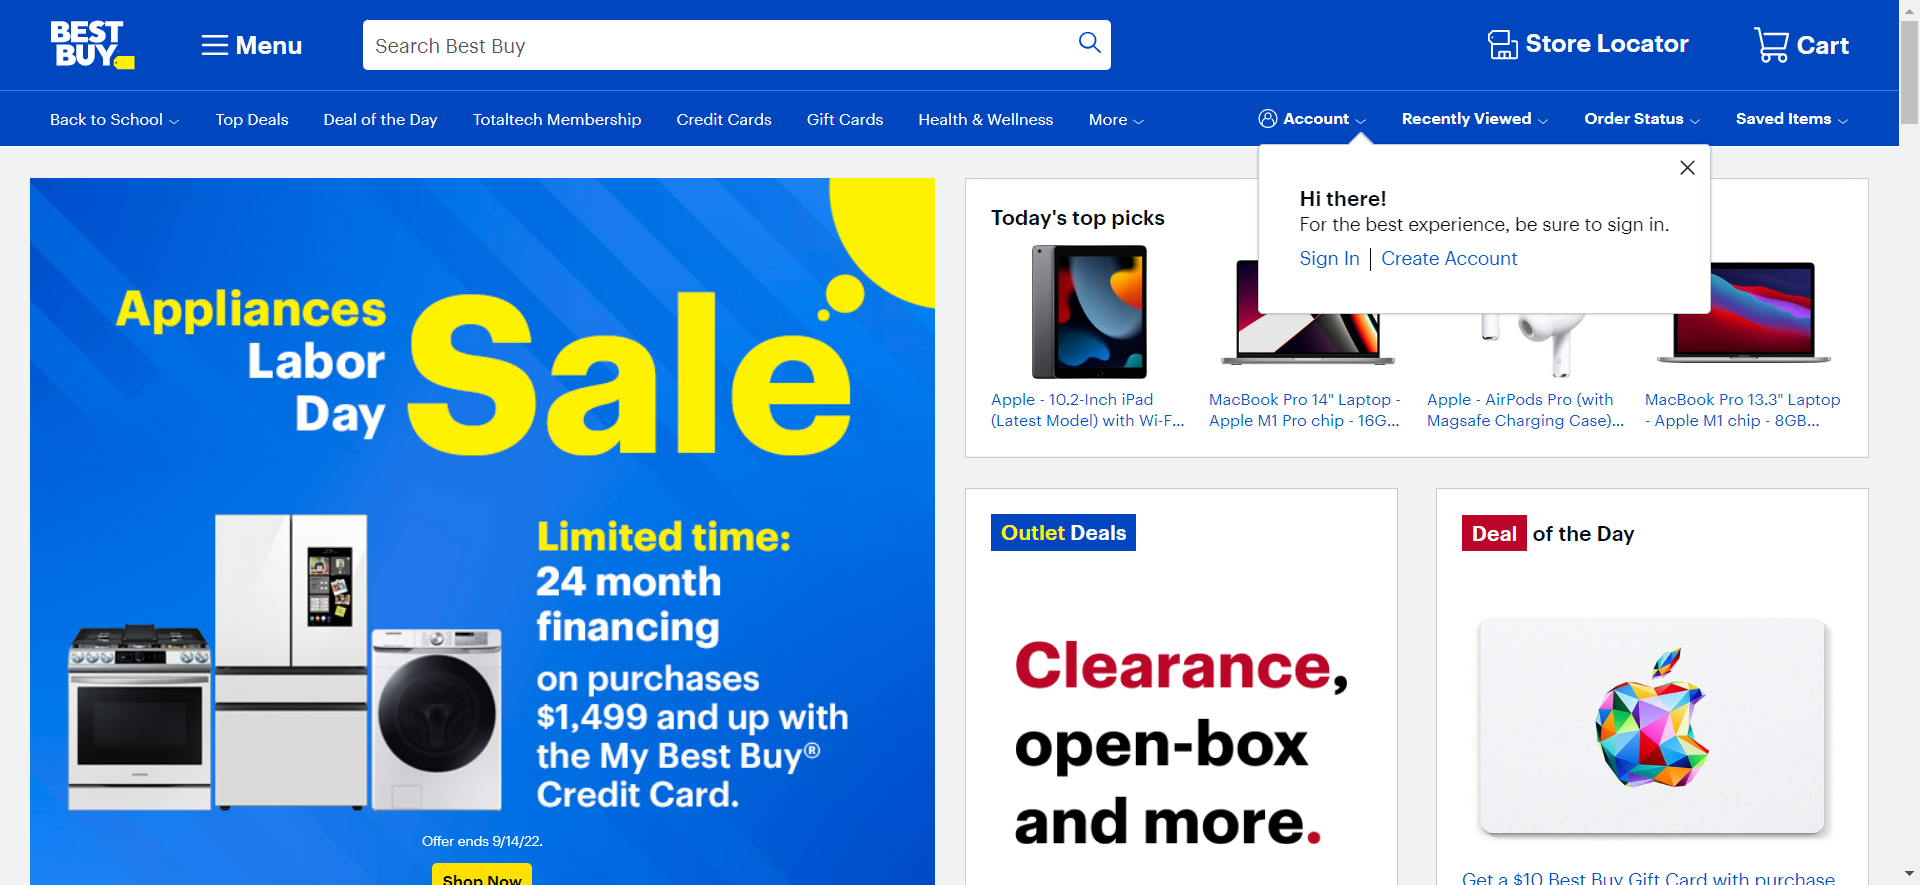 BEST
BUY
Menu
Search Best Buy
Store Locator
Cart
Back to School
Top Deals
Deal of the Day
Totaltech Membership
Credit Cards
Gift Cards
Health & Wellness
More
Account
Recently Viewed
Order Status
Saved Items
Hi there!
For the best experience, be sure to sign in.
Sign In
Create Account
Appliances
Labor
Day
Sale
Limited time:
24 month
financing
on purchases
$1,499 and up with
the My Best Buy®
Credit Card.
Offer ends 9/14/22.
Shop Now
Today's top picks
Apple - 10.2-Inch iPad
(Latest Model) with Wi-F...
MacBook Pro 14" Laptop -
Apple M1 Pro chip - 16G...
Apple - AirPods Pro (with
Magsafe Charging Case)...
MacBook Pro 13.3" Laptop
- Apple M1 chip - 8GB...
Outlet Deals
Clearance,
open-box
and more.
Deal of the Day
Get a $10 Best Buy Gift Card with purchase